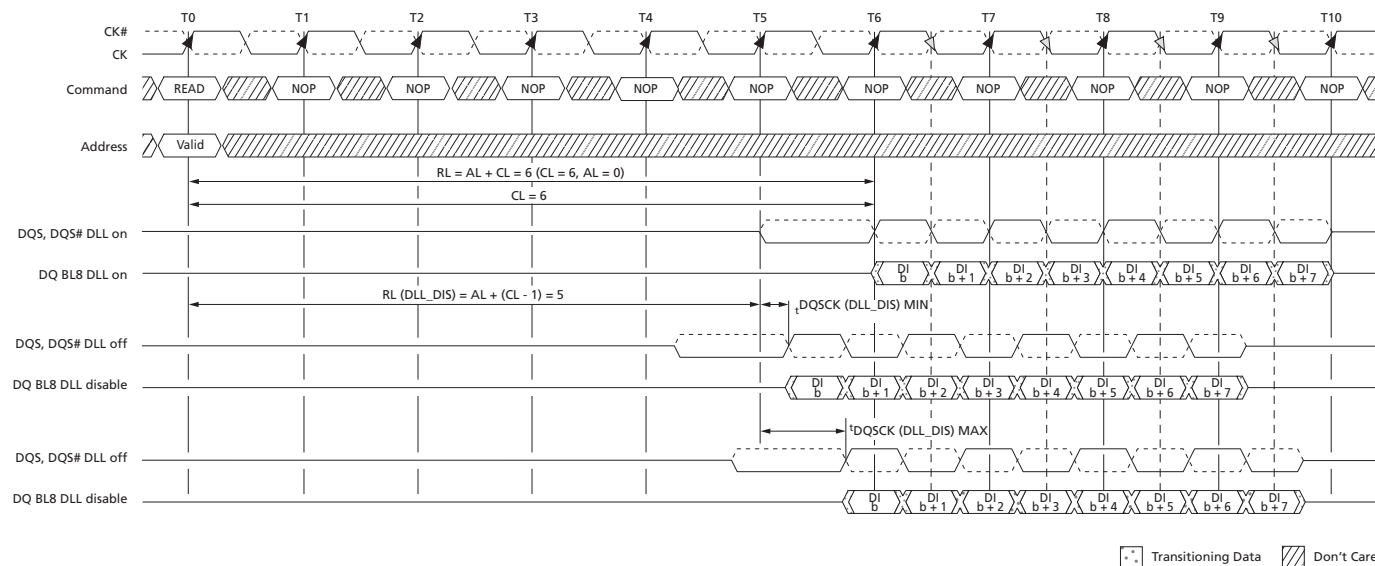 T0 T1 T2 T3 T4 T5 T6 T7 T8 T9 T10
CK#
CK
Command READ NOP NOP NOP NOP NOP NOP NOP NOP NOP NOP
Address Valid
RL = AL + CL = 6 (CL = 6, AL = 0)
CL = 6
DQS, DQS# DLL on
DQ BL8 DLL on DI b DI b + 1 DI b + 2 DI b + 3 DI b + 4 DI b + 5 DI b + 6 DI b + 7
RL (DLL_DIS) = AL + (CL - 1) = 5
tDQSCK (DLL_DIS) MIN
DQS, DQS# DLL off
DQ BL8 DLL disable DI b DI b + 1 DI b + 2 DI b + 3 DI b + 4 DI b + 5 DI b + 6 DI b + 7
tDQSCK (DLL_DIS) MAX
DQS, DQS# DLL off
DQ BL8 DLL disable DI b DI b + 1 DI b + 2 DI b + 3 DI b + 4 DI b + 5 DI b + 6 DI b + 7
Transitioning Data Don't Care